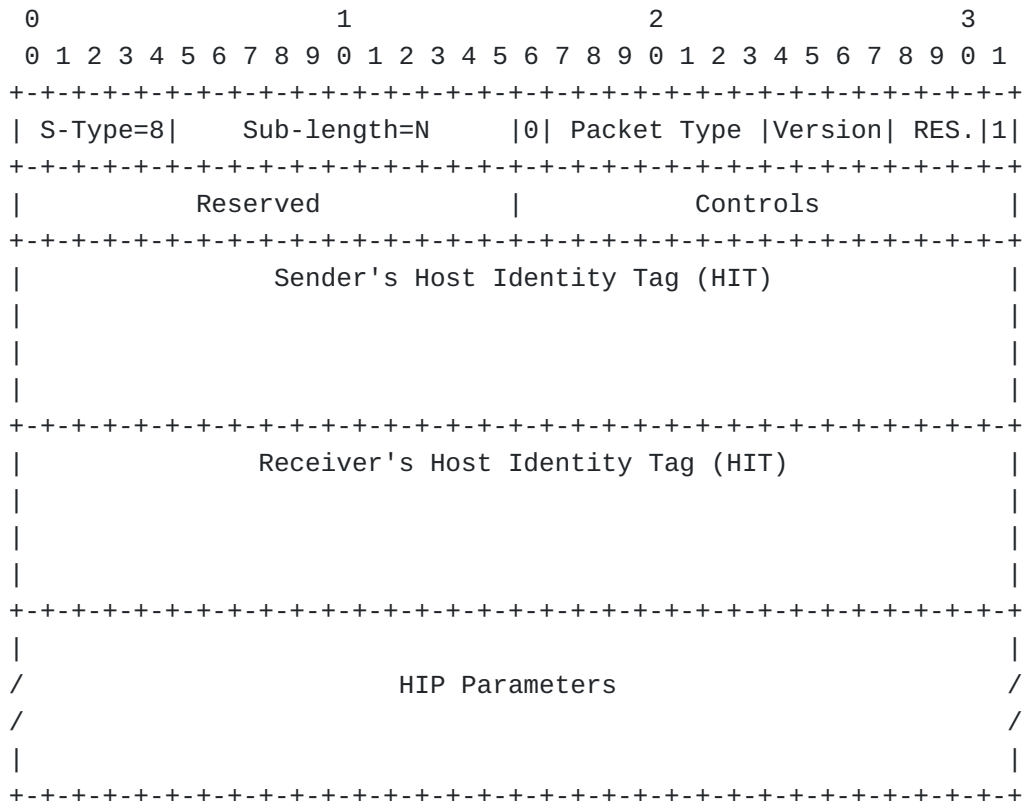 0                   1                   2                   3
 0 1 2 3 4 5 6 7 8 9 0 1 2 3 4 5 6 7 8 9 0 1 2 3 4 5 6 7 8 9 0 1
+-+-+-+-+-+-+-+-+-+-+-+-+-+-+-+-+-+-+-+-+-+-+-+-+-+-+-+-+-+-+-+-+
| S-Type=8|    Sub-length=N     |0| Packet Type |Version| RES.|1|
+-+-+-+-+-+-+-+-+-+-+-+-+-+-+-+-+-+-+-+-+-+-+-+-+-+-+-+-+-+-+-+-+
|           Reserved            |           Controls            |
+-+-+-+-+-+-+-+-+-+-+-+-+-+-+-+-+-+-+-+-+-+-+-+-+-+-+-+-+-+-+-+-+
|                Sender's Host Identity Tag (HIT)               |
|                                                               |
|                                                               |
|                                                               |
+-+-+-+-+-+-+-+-+-+-+-+-+-+-+-+-+-+-+-+-+-+-+-+-+-+-+-+-+-+-+-+-+
|               Receiver's Host Identity Tag (HIT)              |
|                                                               |
|                                                               |
|                                                               |
+-+-+-+-+-+-+-+-+-+-+-+-+-+-+-+-+-+-+-+-+-+-+-+-+-+-+-+-+-+-+-+-+
|                                                               |
/                        HIP Parameters                         /
/                                                               /
|                                                               |
+-+-+-+-+-+-+-+-+-+-+-+-+-+-+-+-+-+-+-+-+-+-+-+-+-+-+-+-+-+-+-+-+